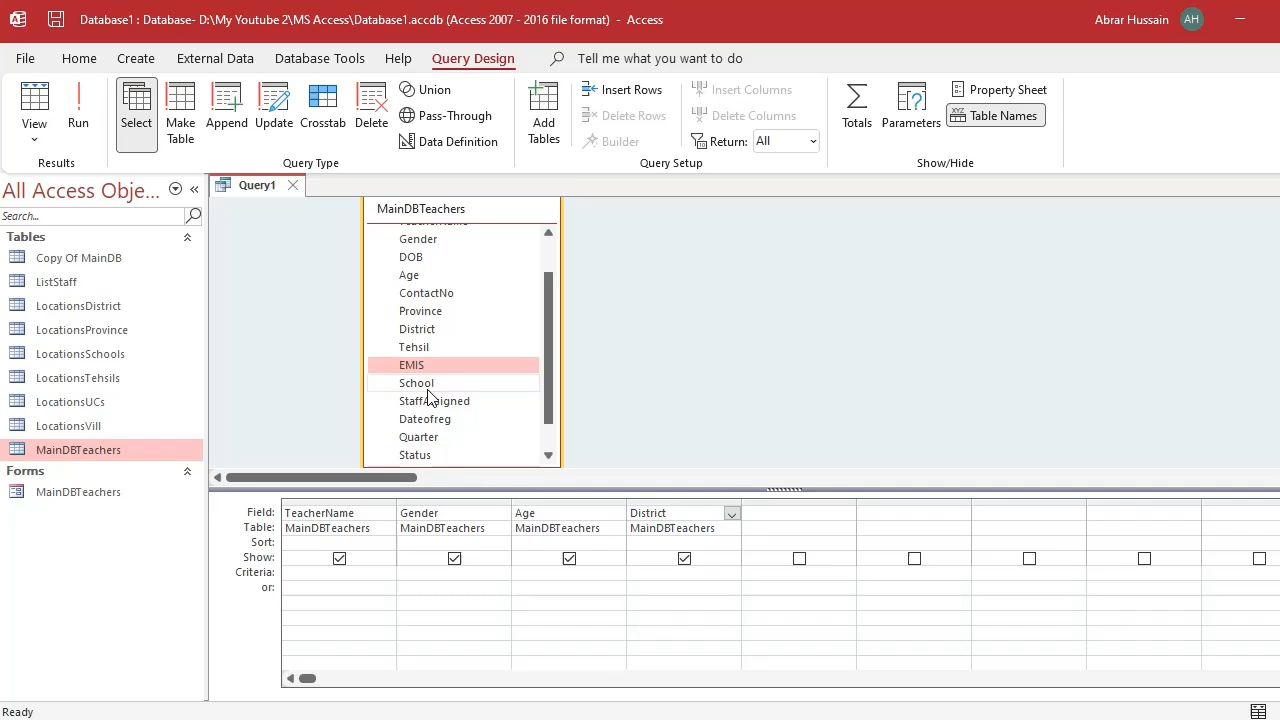 Database1 : Database- D:\My Youtube 2\MS Access\Database1.accdb (Access 2007 - 2016 file format) - Access
Abrar Hussain AH
File Home Create External Data Database Tools Help Query Design Tell me what you want to do
View
Run
Results
Select
Make Table
Append
Update
Crosstab
Delete
Union
Pass-Through
Data Definition
Query Type
Add Tables
Insert Rows
Delete Rows
Builder
Insert Columns
Delete Columns
Return: All
Query Setup
Totals
Parameters
Property Sheet
XYZ Table Names
Show/Hide
All Access Obje...
Search...
Tables
Copy Of MainDB
ListStaff
LocationsDistrict
LocationsProvince
LocationsSchools
LocationsTehsils
LocationsUCs
LocationsVill
MainDBTeachers
Forms
MainDBTeachers
Query1
MainDBTeachers
Gender
DOB
Age
ContactNo
Province
District
Tehsil
EMIS
School
StaffAssigned
Dateofreg
Quarter
Status
Field: TeacherName Gender Age District
Table: MainDBTeachers MainDBTeachers MainDBTeachers MainDBTeachers
Sort:
Show:
Criteria:
or:
Ready